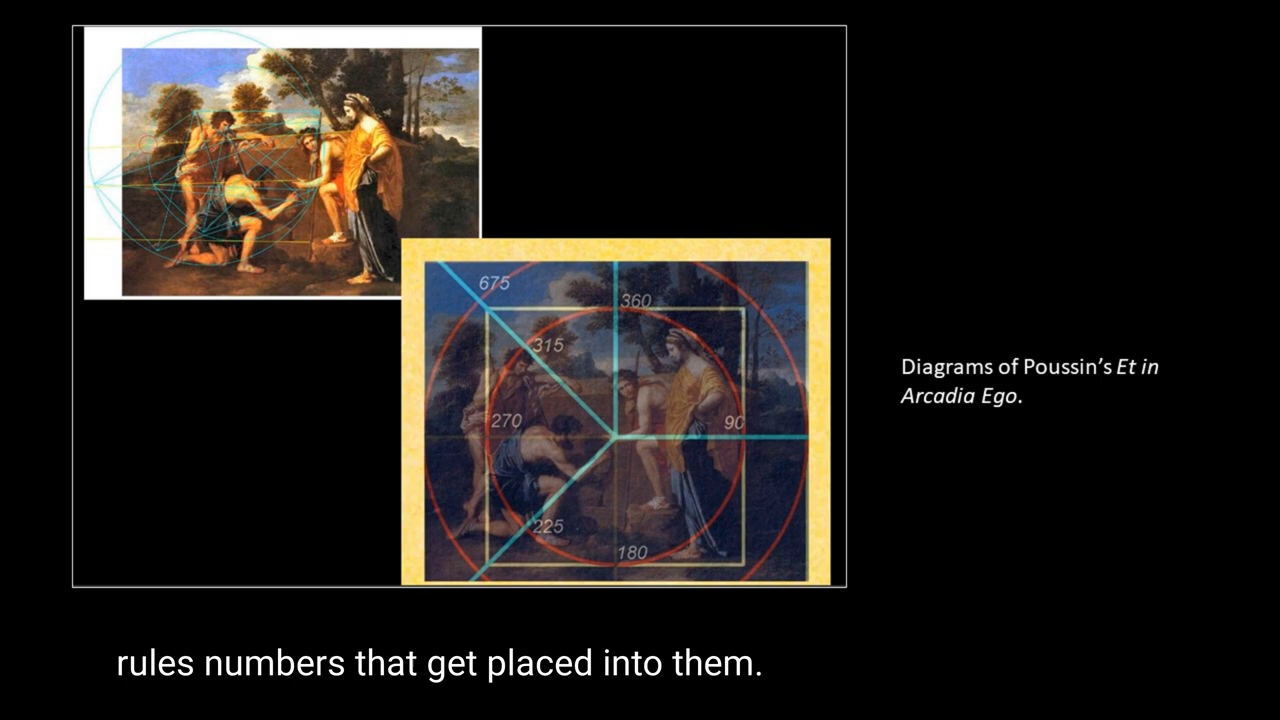 675
360
315
270
90
225
180
Diagrams of Poussin's Et in
Arcadia Ego.
rules numbers that get placed into them.